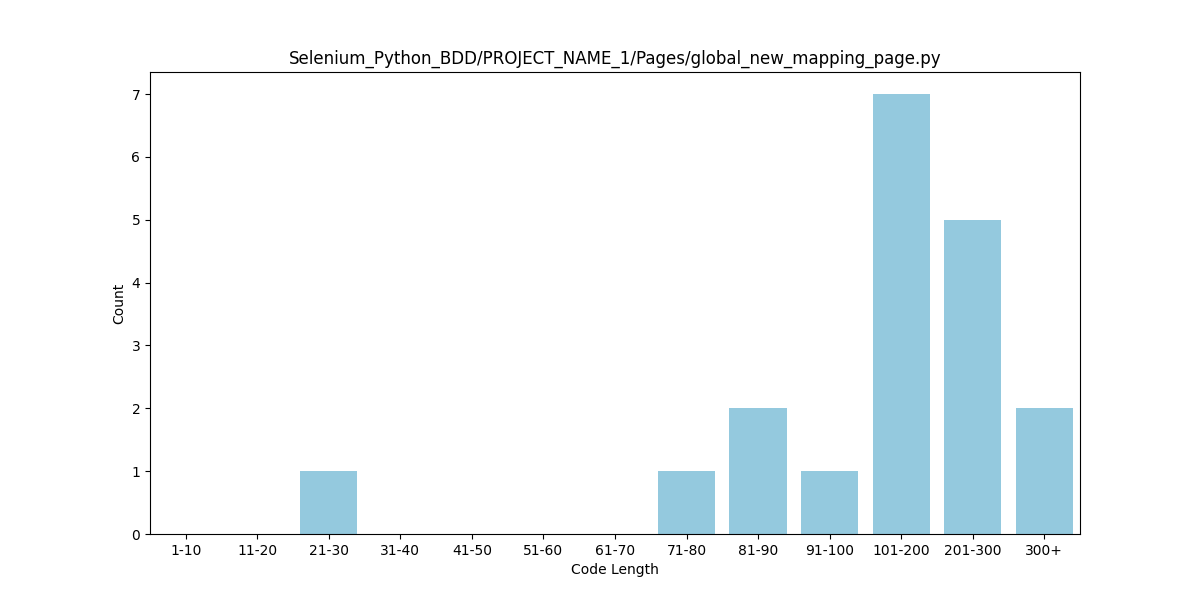 Selenium_Python_BDD/PROJECT_NAME_1/Pages/global_new_mapping_page.py
7
6
5
4
3
2
1
0
Count
1-10 11-20 21-30 31-40 41-50 51-60 61-70 71-80 81-90 91-100 101-200 201-300 300+
Code Length